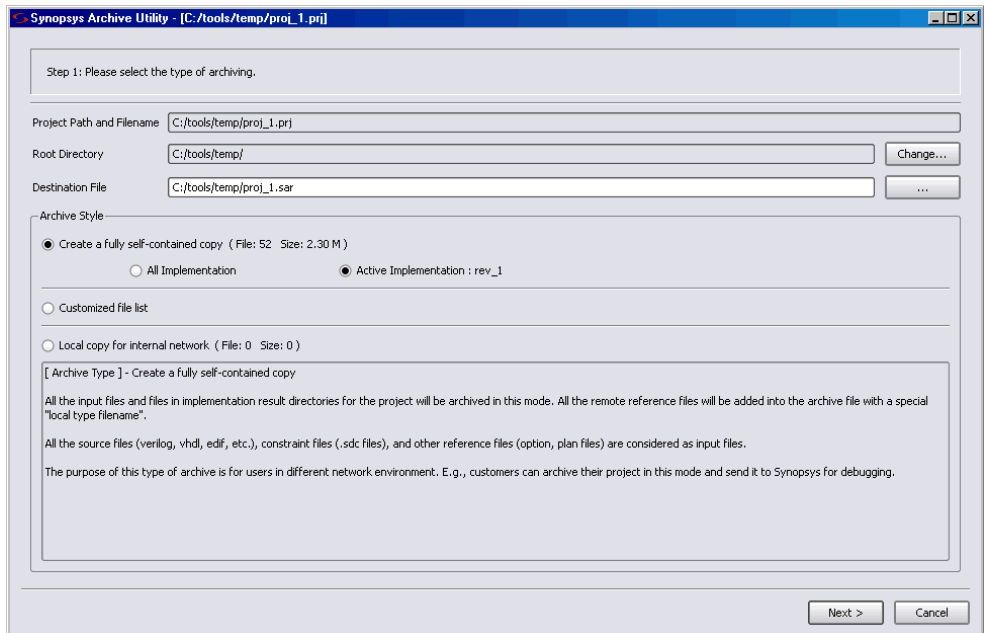 Synopsys Archive Utility - [C:/tools/temp/proj_1.prj]
Step 1: Please select the type of archiving.
Project Path and Filename C:/tools/temp/proj_1.prj
Root Directory C:/tools/temp/ Change...
Destination File C:/tools/temp/proj_1.sar ...
Archive Style
Create a fully self-contained copy ( File: 52 Size: 2.30 M )
All Implementation Active Implementation : rev_1
Customized file list
Local copy for internal network ( File: 0 Size: 0 )
[ Archive Type ] - Create a fully self-contained copy
All the input files and files in implementation result directories for the project will be archived in this mode. All the remote reference files will be added into the archive file with a special
"local type filename".
All the source files (verilog, vhdl, edif, etc.), constraint files (.sdc files), and other reference files (option, plan files) are considered as input files.
The purpose of this type of archive is for users in different network environment. E.g., customers can archive their project in this mode and send it to Synopsys for debugging.
Next > Cancel